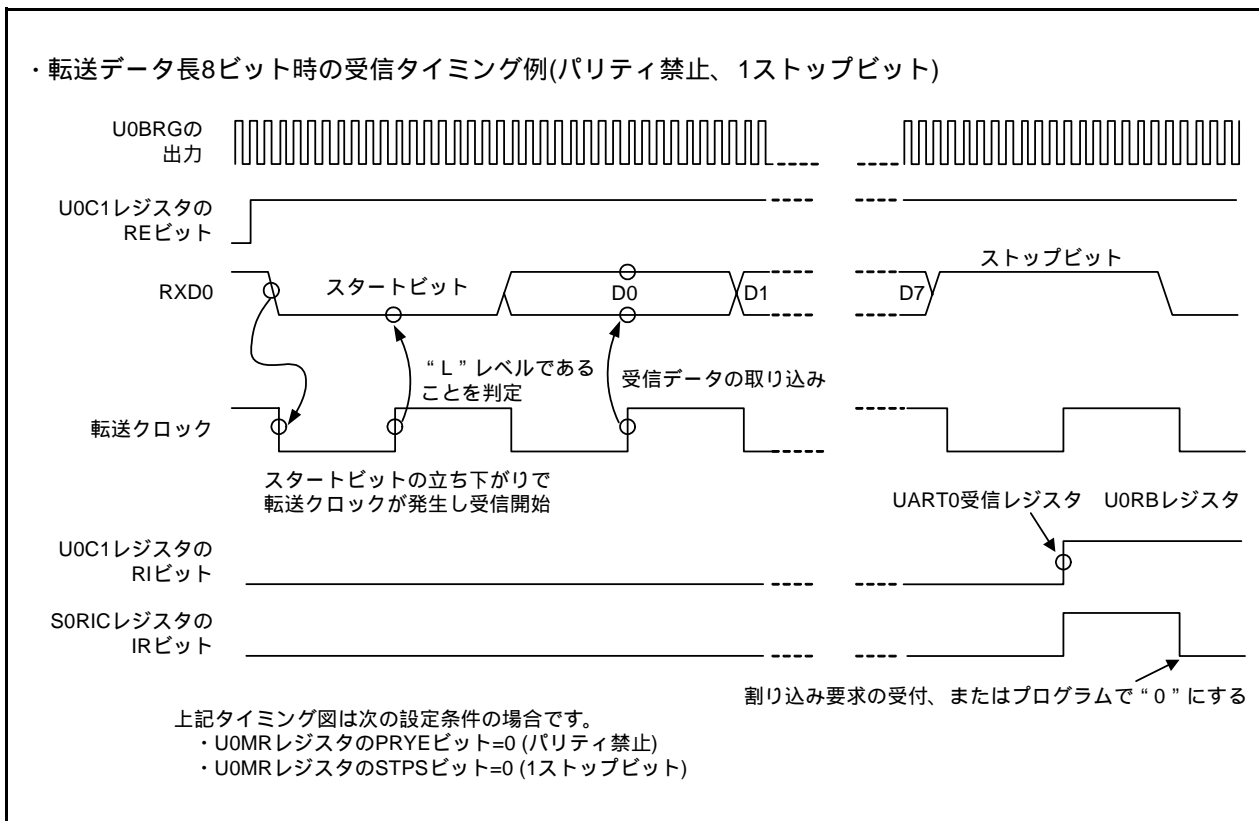 ・転送データ長8ビット時の受信タイミング例(パリティ禁止、1ストップビット)
U0BRGの
出力
U0C1レジスタの
REビット
RXD0
スタートビット
D0
D1
D7
ストップビット
“L”レベルである
ことを判定
受信データの取り込み
転送クロック
スタートビットの立ち下がりで
転送クロックが発生し受信開始
UART0受信レジスタ U0RBレジスタ
U0C1レジスタの
RIビット
S0RICレジスタの
IRビット
割り込み要求の受付、またはプログラムで“0”にする
上記タイミング図は次の設定条件の場合です。
・U0MRレジスタのPRYEビット=0 (パリティ禁止)
・U0MRレジスタのSTPSビット=0 (1ストップビット)